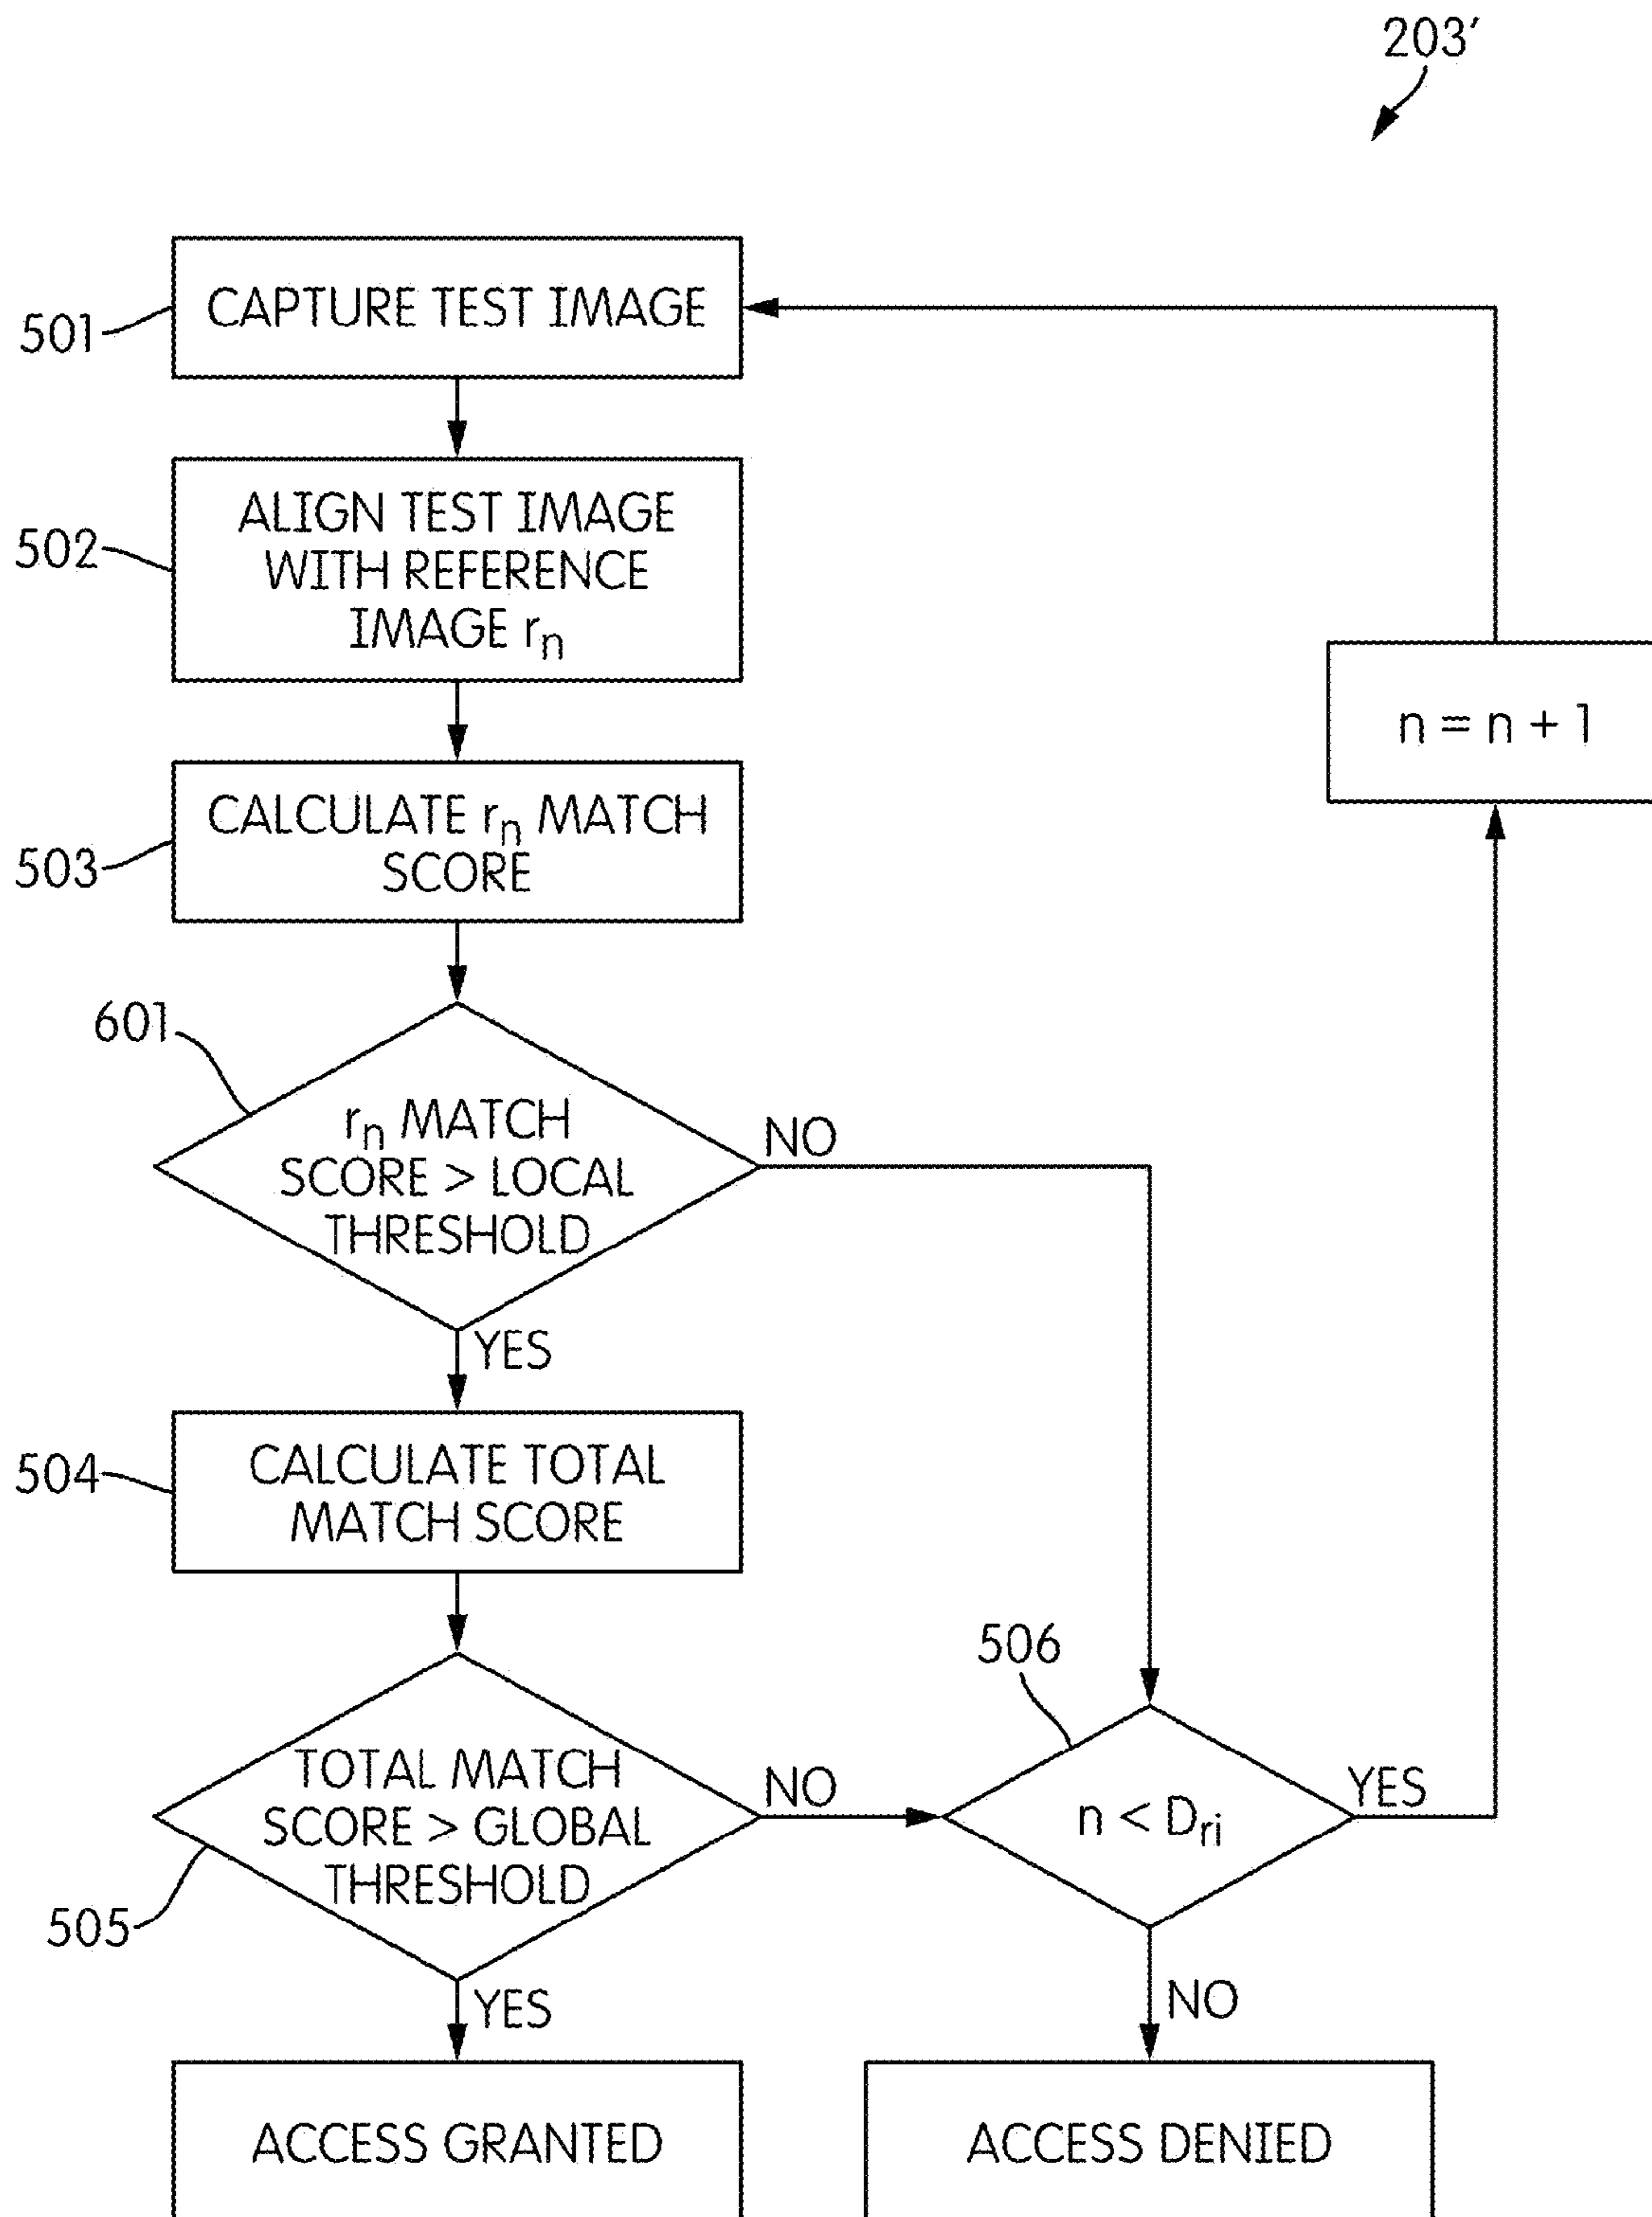 203'
501
CAPTURE TEST IMAGE
502
ALIGN TEST IMAGE
WITH REFERENCE
IMAGE rn
n = n + 1
503
CALCULATE rn MATCH
SCORE
601
rn MATCH
SCORE > LOCAL
THRESHOLD
NO
YES
504
CALCULATE TOTAL
MATCH SCORE
505
TOTAL MATCH
SCORE > GLOBAL
THRESHOLD
NO
506
n < Dri
YES
YES
NO
ACCESS GRANTED
ACCESS DENIED